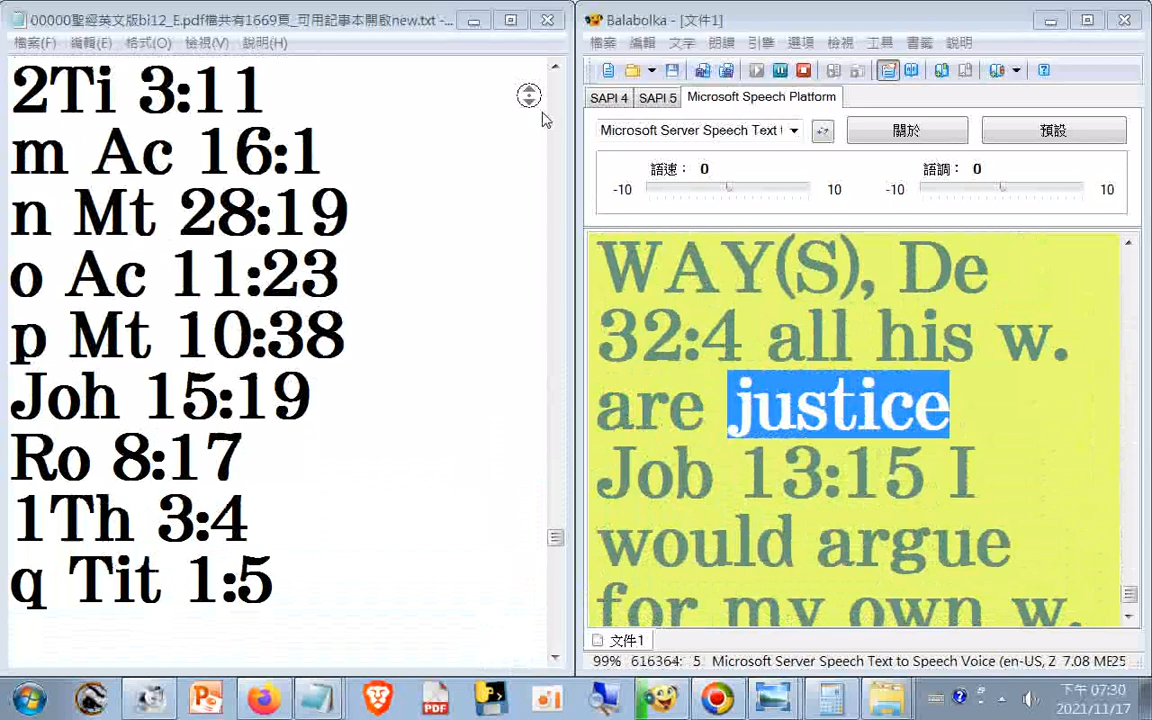 00000聖經英文版bi12_E.pdf檔共有1669頁_可用記事本開啟new.txt -...
檔案(F) 編輯(E) 格式(O) 檢視(V) 說明(H)
2Ti 3:11
m Ac 16:1
n Mt 28:19
o Ac 11:23
p Mt 10:38
Joh 15:19
Ro 8:17
1Th 3:4
q Tit 1:5
Balabolka - [文件1]
檔案 編輯 文字 朗讀 引擎 選項 檢視 工具 書籤 說明
SAPI 4 SAPI 5 Microsoft Speech Platform
Microsoft Server Speech Text 關於 預設
語速： 0 語調： 0
-10 10 -10 10
WAY(S), De
32:4 all his w.
are justice
Job 13:15 I
would argue
for my own w.
文件1
99% 616364: 5 Microsoft Server Speech Text to Speech Voice (en-US, Z 7.08 ME25
PDF
下午 07:30
2021/11/17